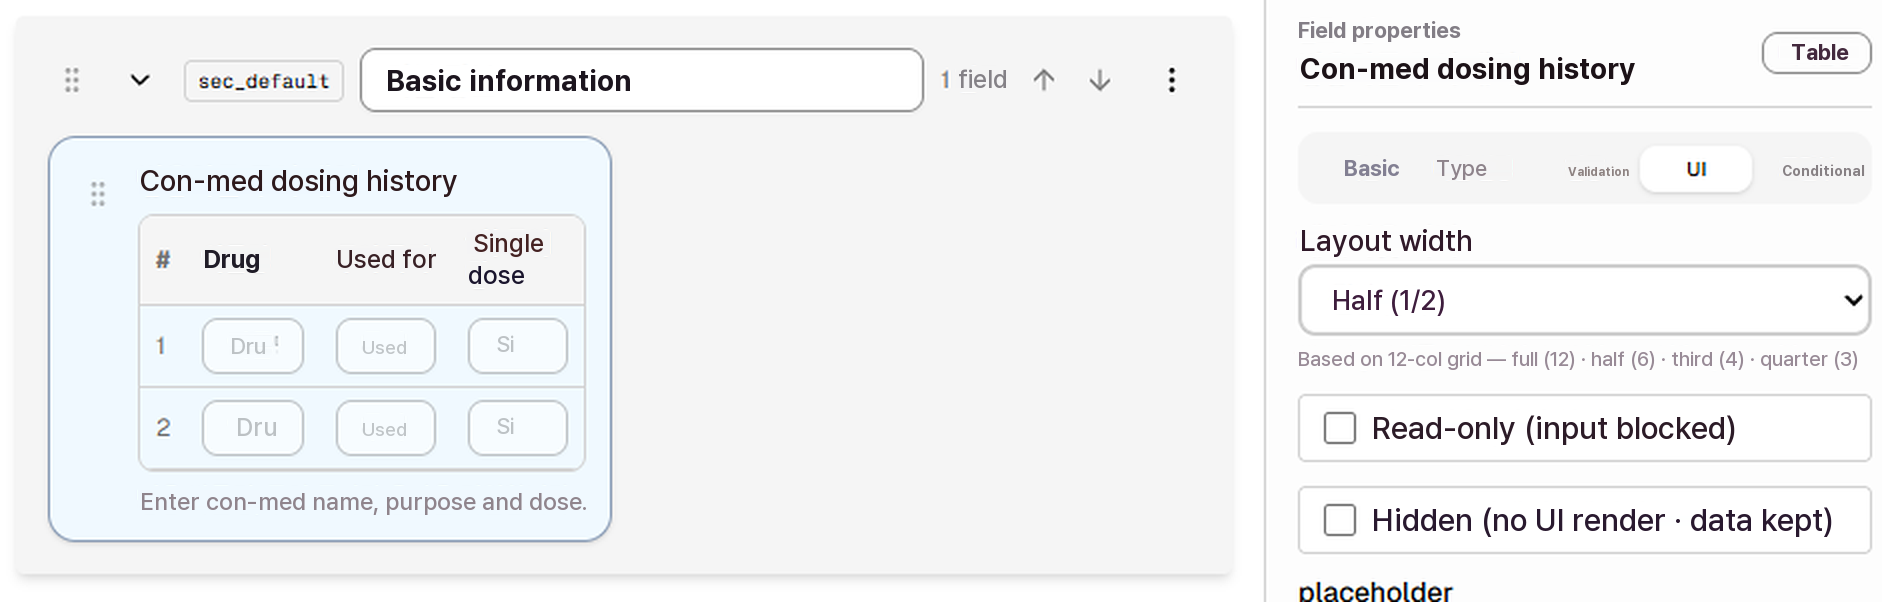 sec_default
Basic information
1 field
Con-med dosing history
# Drug Used for Single dose
1 Dru Used Si
2 Dru Used Si
Enter con-med name, purpose and dose.
Field properties
Con-med dosing history
Table
Basic Type Validation UI Conditional
Layout width
Half (1/2)
Based on 12-col grid — full (12) · half (6) · third (4) · quarter (3)
Read-only (input blocked)
Hidden (no UI render · data kept)
placeholder